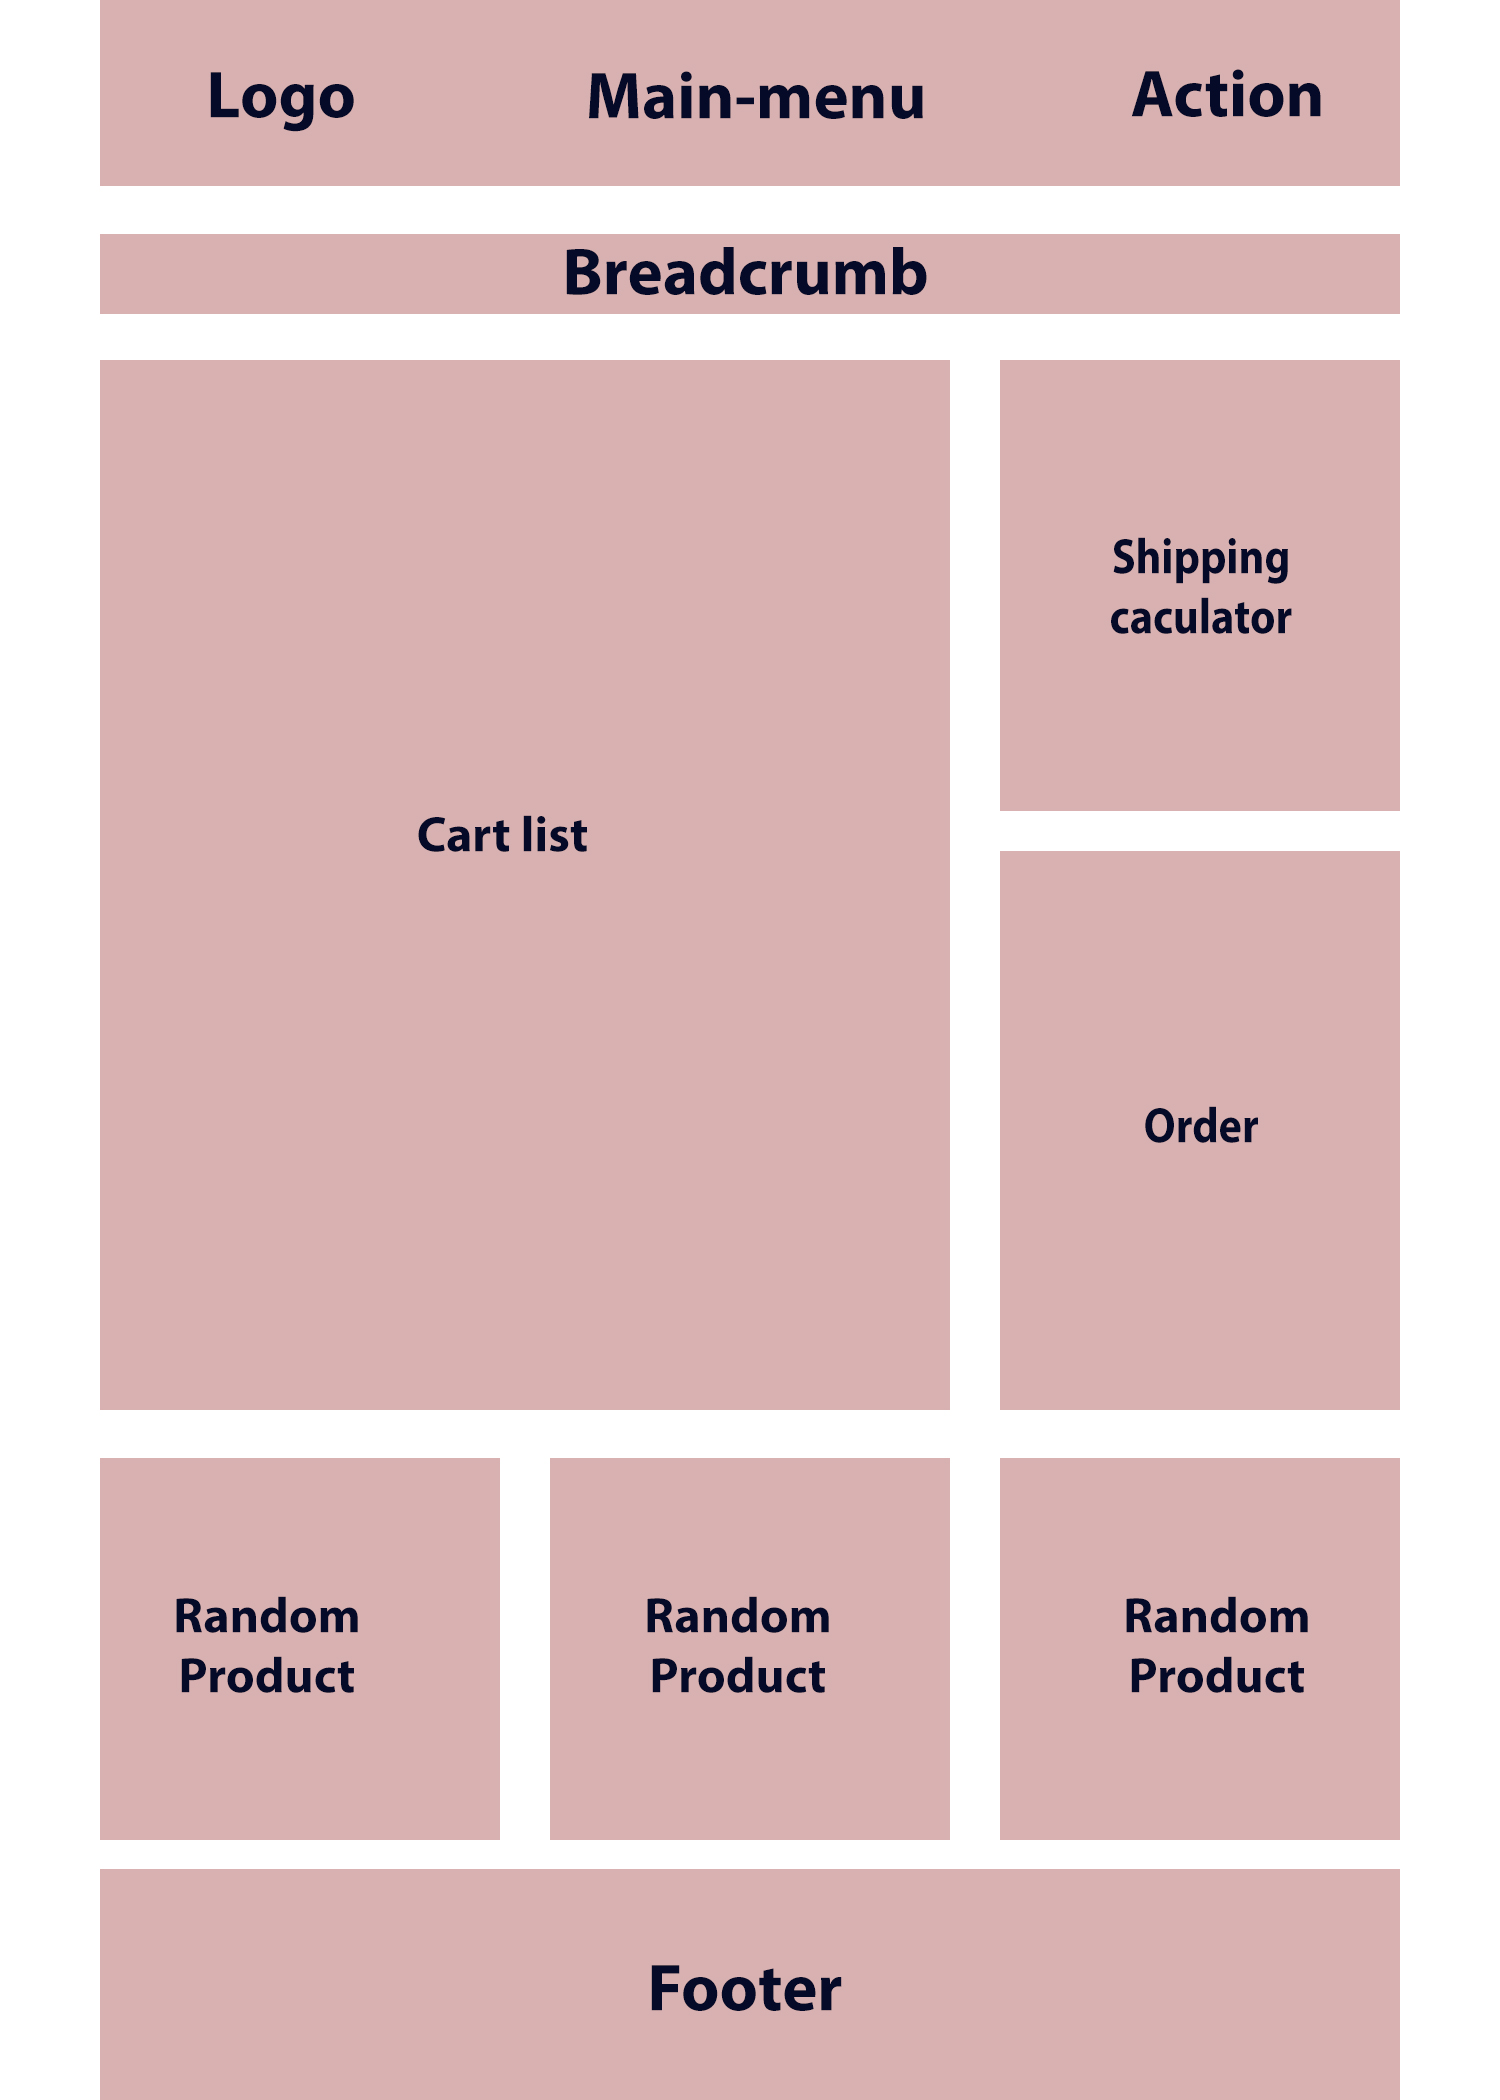 Logo
Main-menu
Action
Breadcrumb
Cart list
Shipping
caculator
Order
Random
Product
Random
Product
Random
Product
Footer